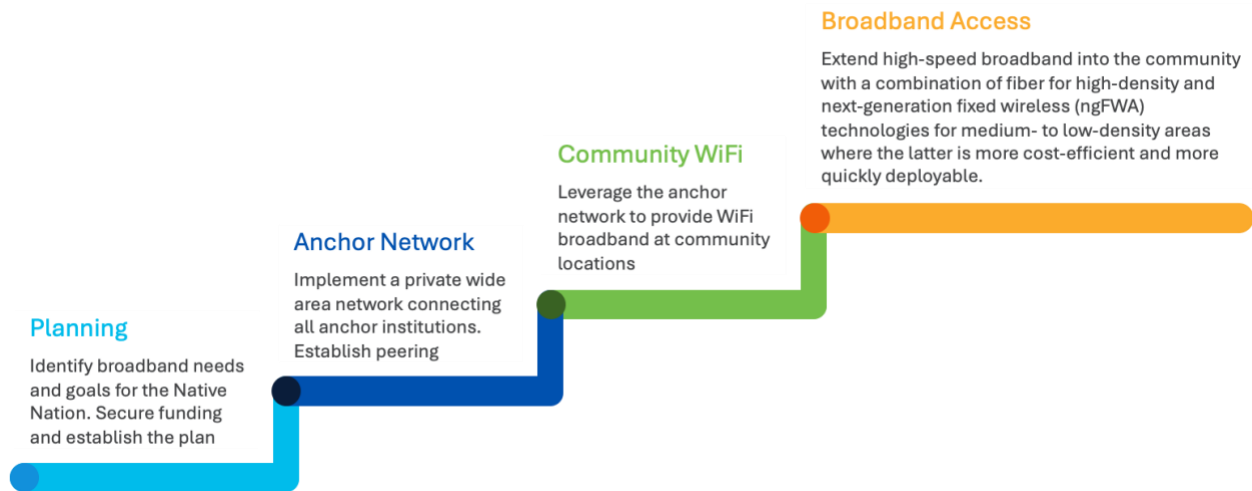 Planning
Identify broadband needs
and goals for the Native
Nation. Secure funding
and establish the plan
Anchor Network
Implement a private wide
area network connecting
all anchor institutions.
Establish peering
Community WiFi
Leverage the anchor
network to provide WiFi
broadband at community
locations
Broadband Access
Extend high-speed broadband into the community
with a combination of fiber for high-density and
next-generation fixed wireless (ngFWA)
technologies for medium- to low-density areas
where the latter is more cost-efficient and more
quickly deployable.